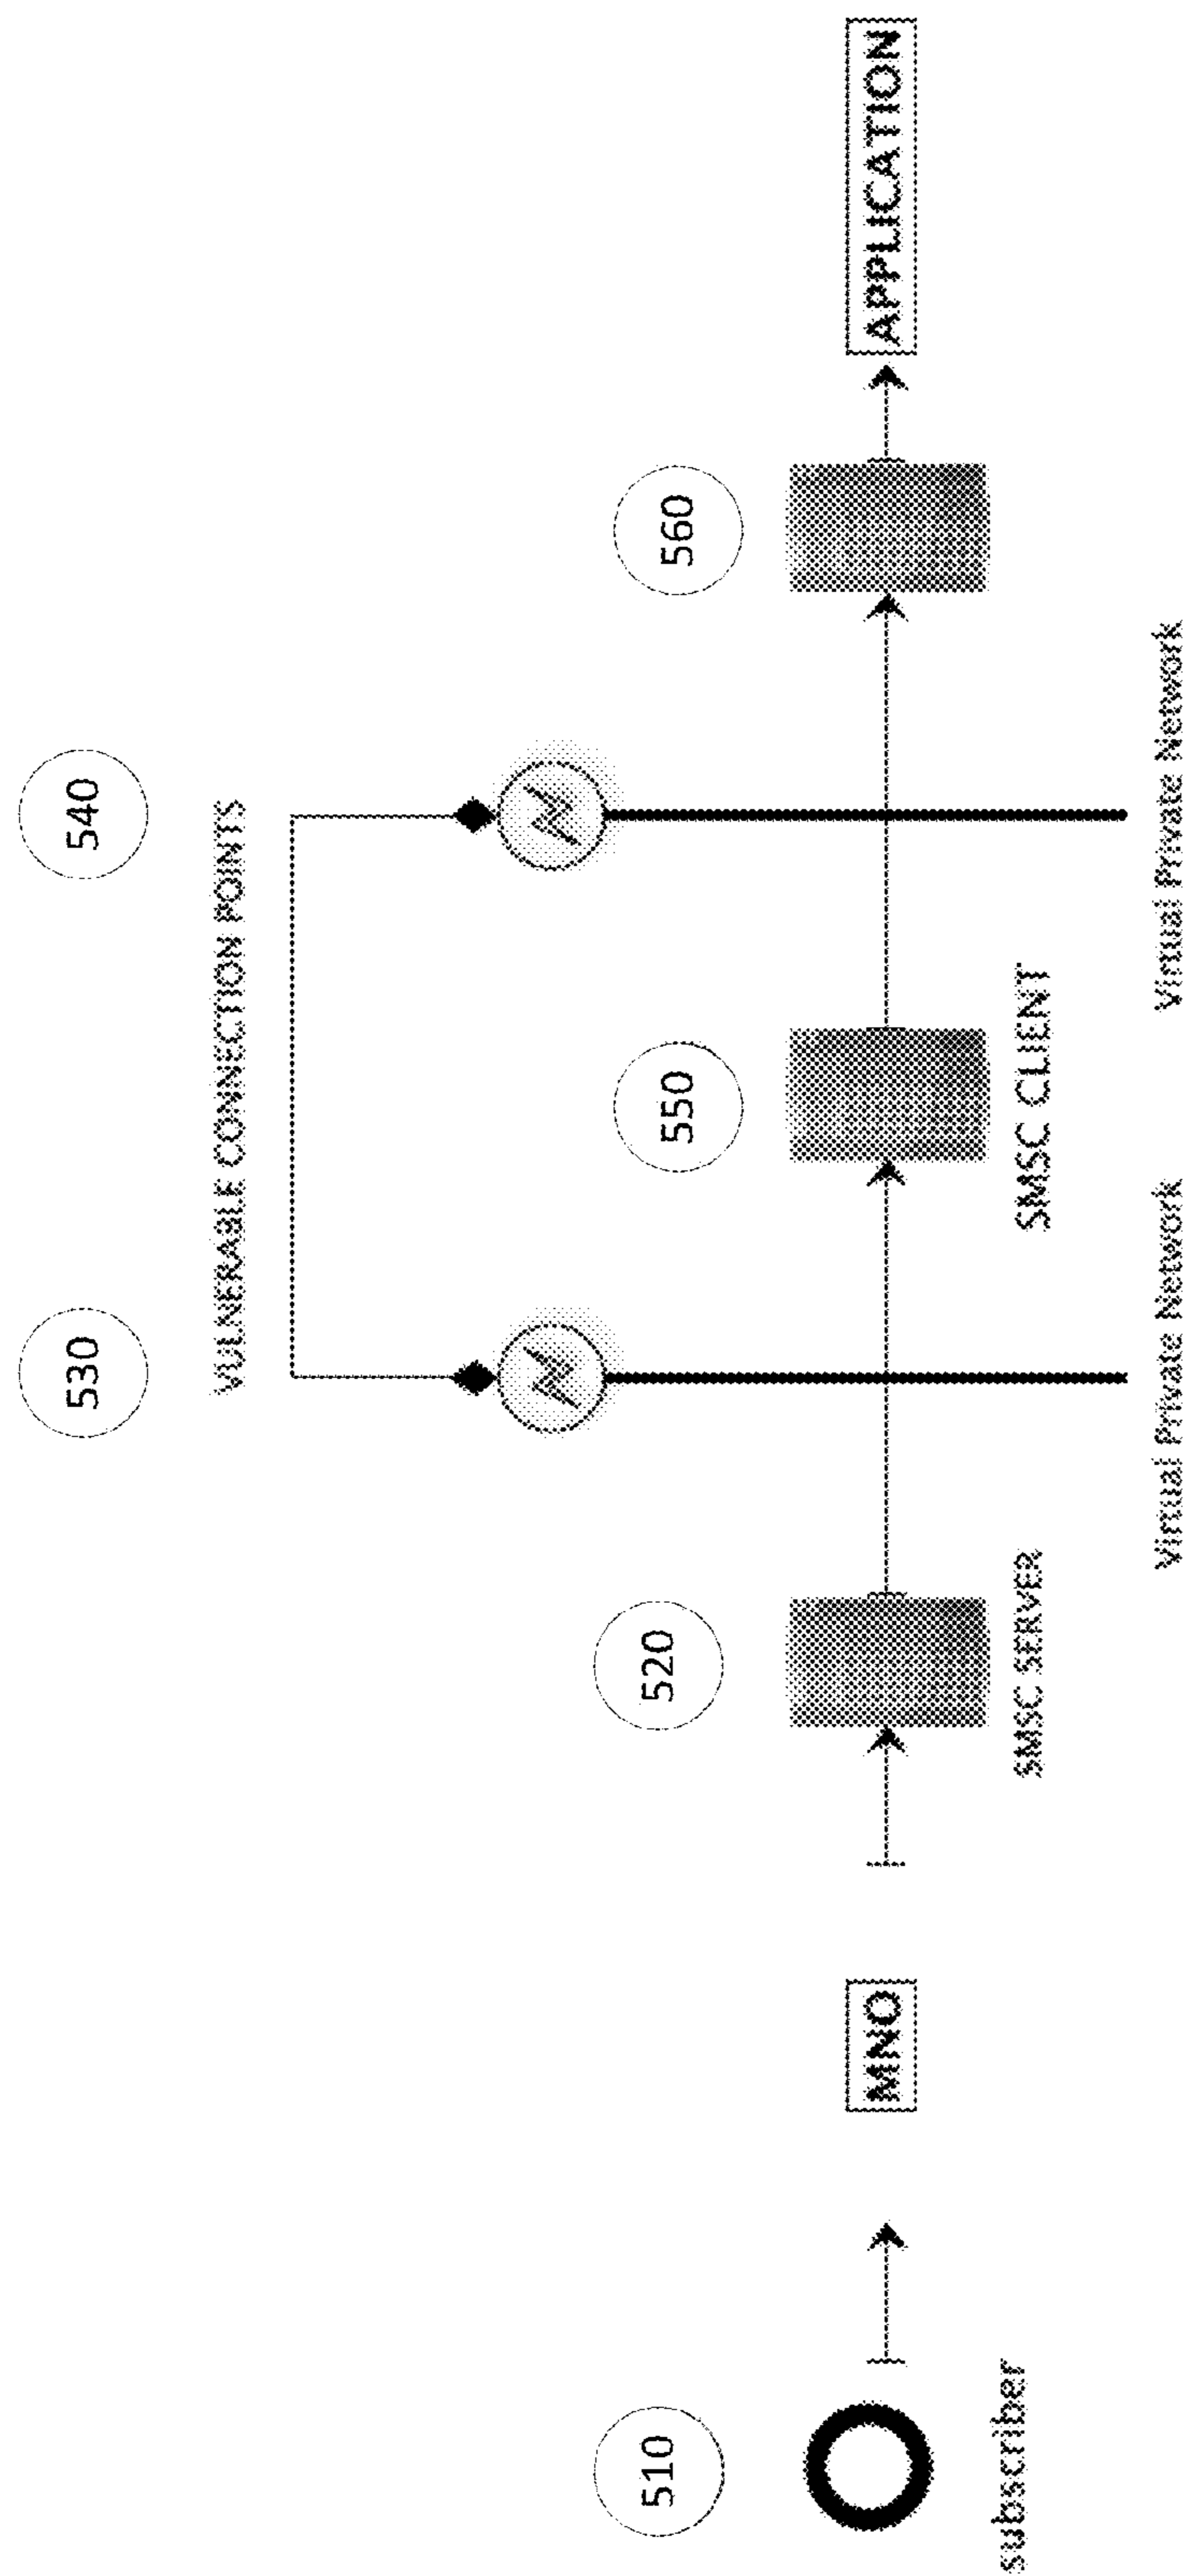 530
540
VULNERABLE CONNECTION POINTS
510
520
550
560
MNO
APPLICATION
subscriber
SMSC SERVER
SMSC CLIENT
Virtual Private Network
Virtual Private Network